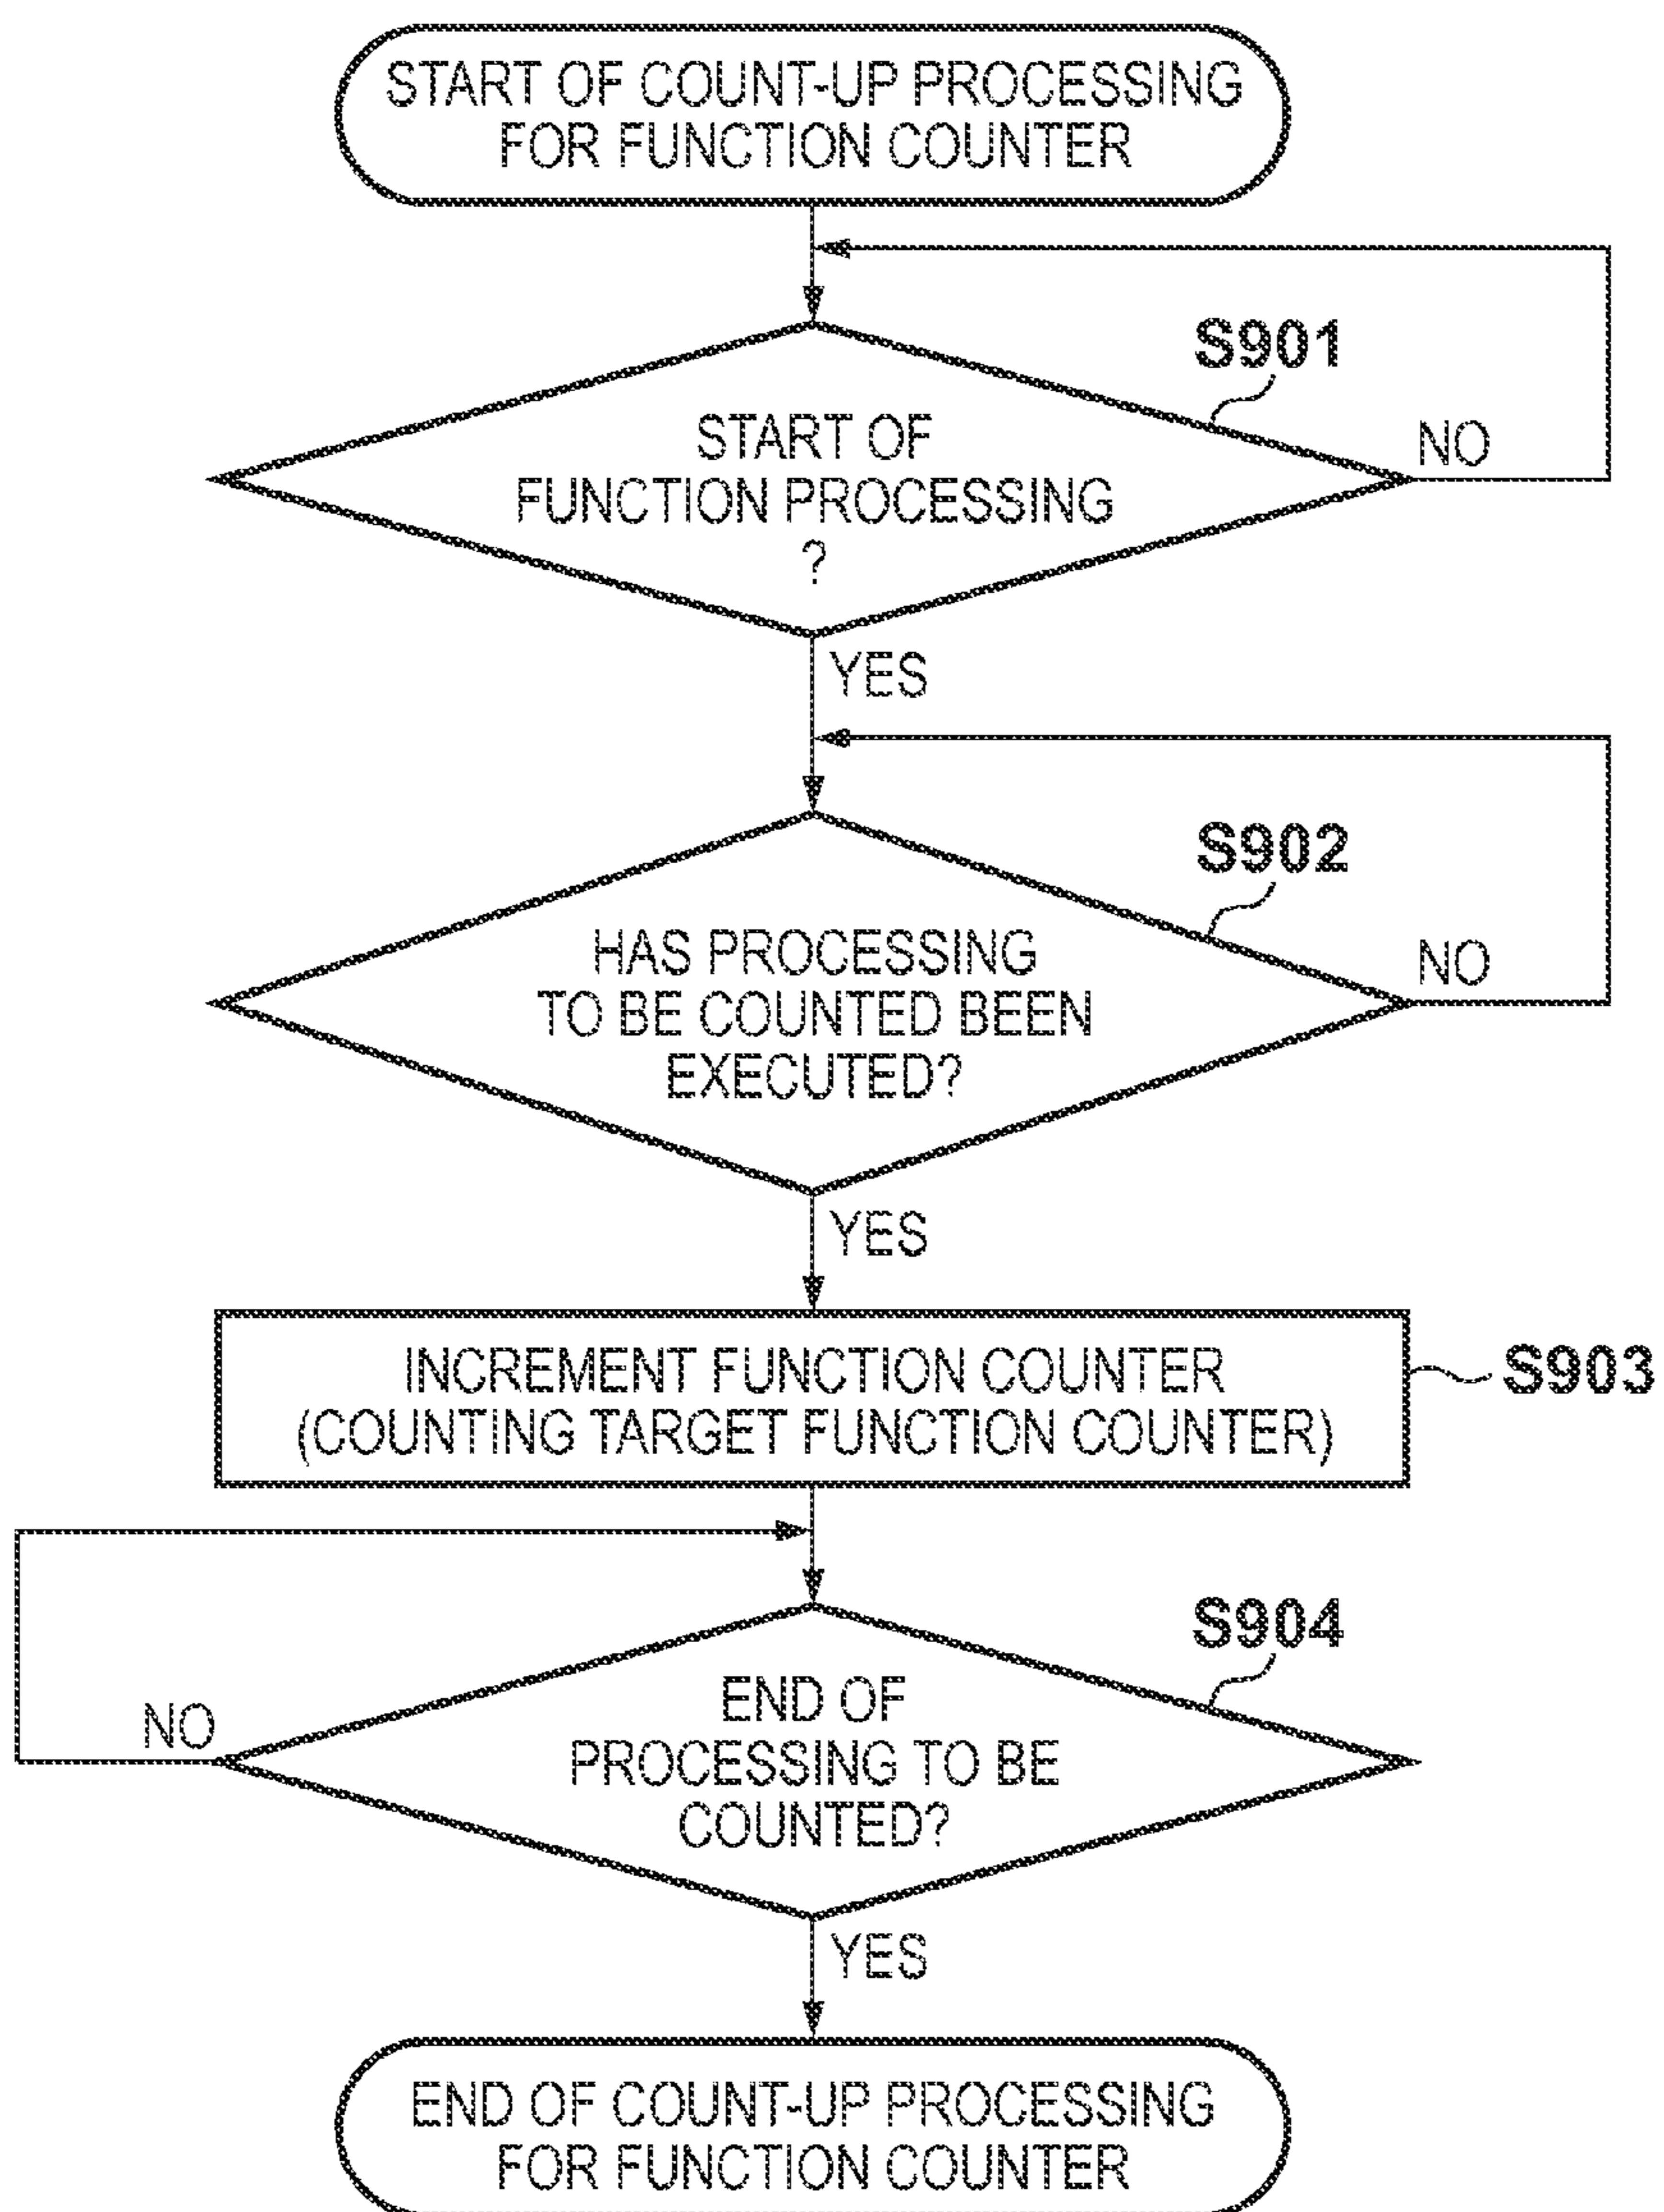 START OF COUNT-UP PROCESSING
FOR FUNCTION COUNTER
S901
START OF
FUNCTION PROCESSING
?
NO
YES
S902
HAS PROCESSING
TO BE COUNTED BEEN
EXECUTED?
NO
YES
INCREMENT FUNCTION COUNTER
(COUNTING TARGET FUNCTION COUNTER)
S903
S904
END OF
PROCESSING TO BE
COUNTED?
NO
YES
END OF COUNT-UP PROCESSING
FOR FUNCTION COUNTER